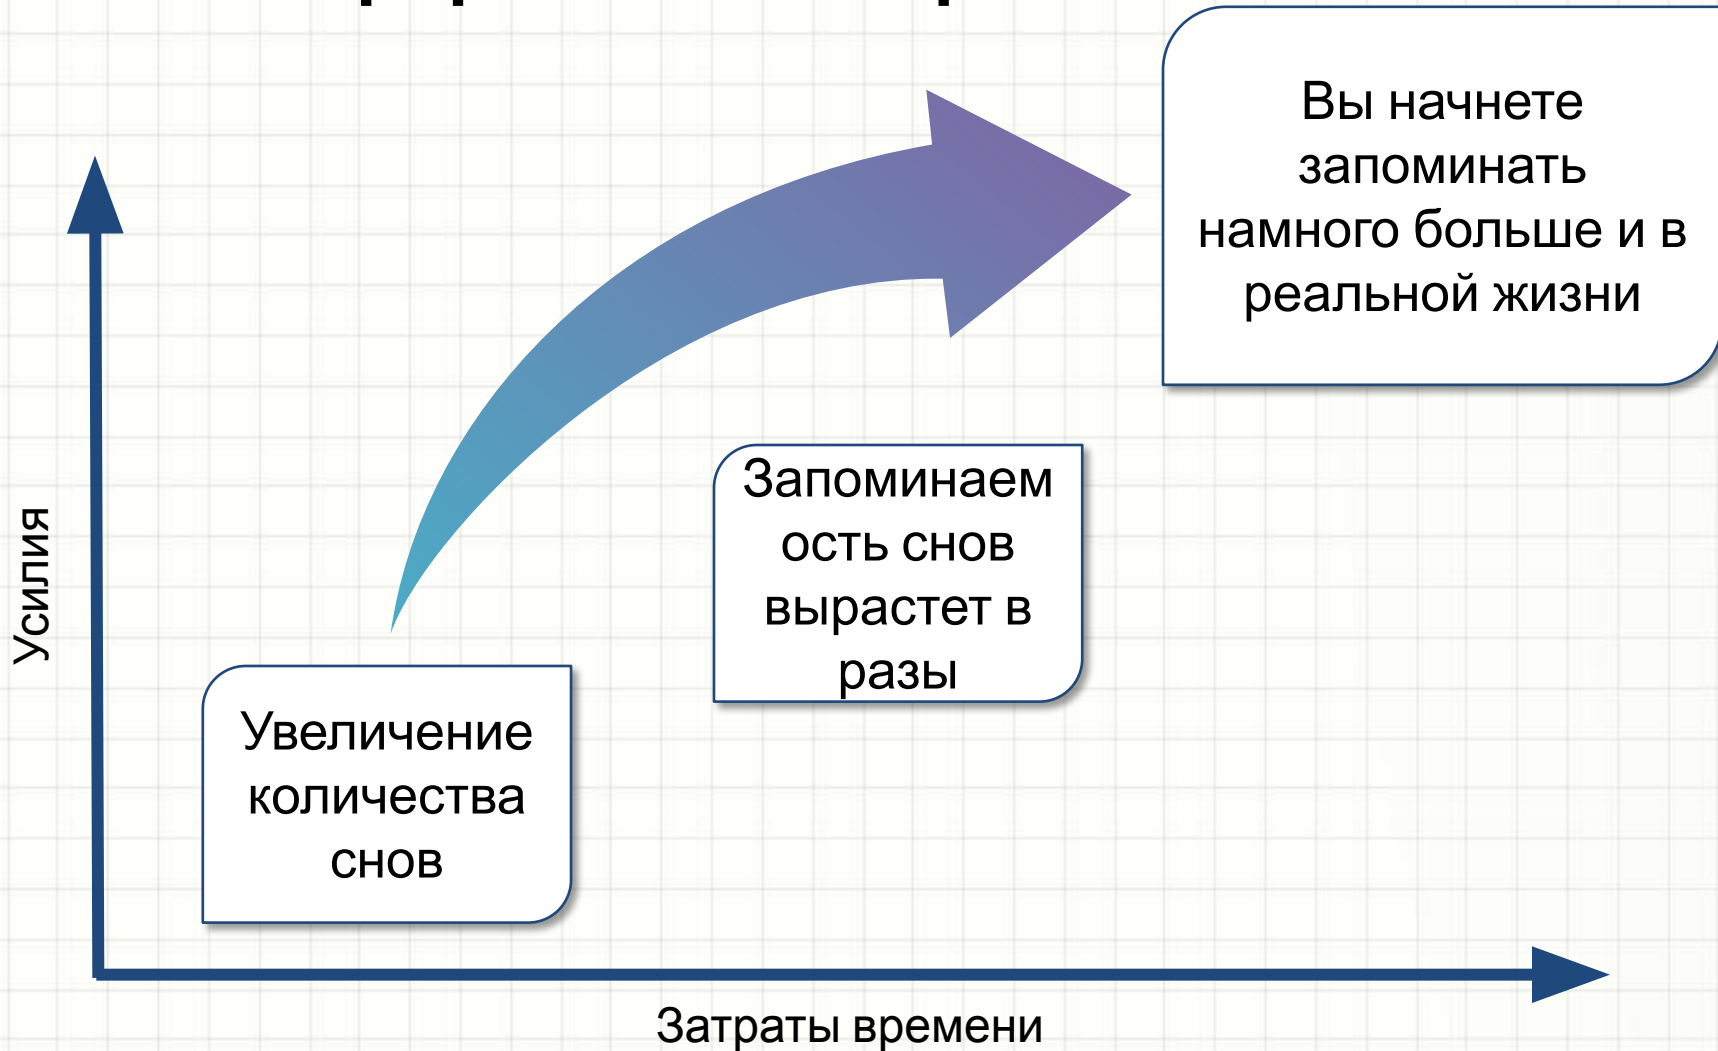 Вы начнете
запоминать
намного больше и в
реальной жизни
Запоминаем
ость снов
вырастет в
разы
Увеличение
количества
снов
Усилия
Затраты времени